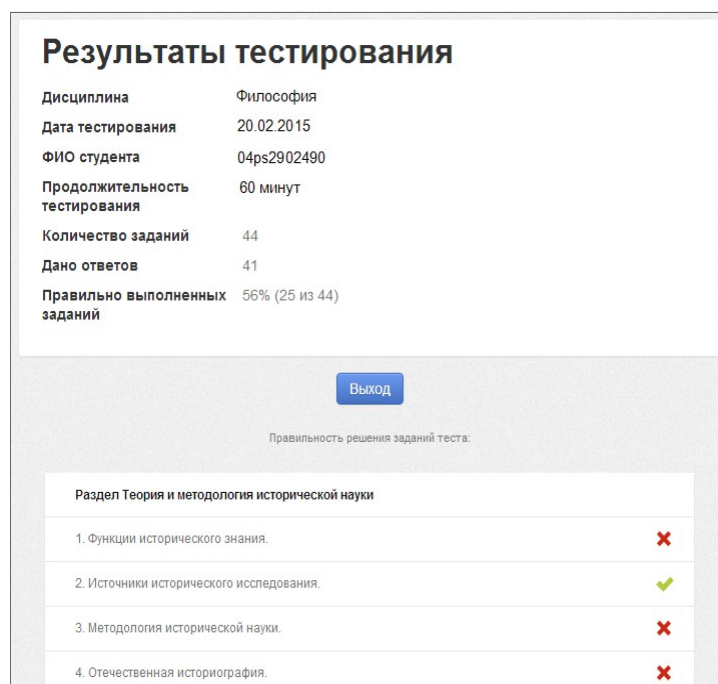 Результаты тестирования
Дисциплина Философия
Дата тестирования 20.02.2015
ФИО студента 04ps2902490
Продолжительность 60 минут
тестирования
Количество заданий 44
Дано ответов 41
Правильно выполненных 56% (25 из 44)
заданий
Выход
Правильность решения заданий теста:
Раздел Теория и методология исторической науки
1. Функции исторического знания.
2. Источники исторического исследования.
3. Методология исторической науки.
4. Отечественная историография.